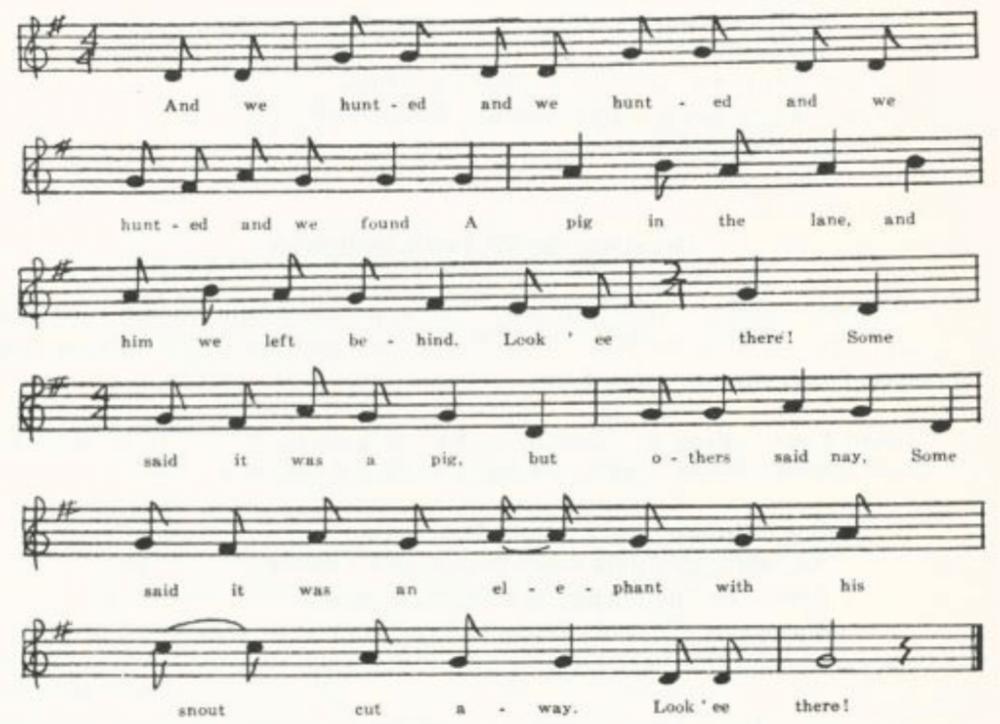 And we hunt - ed and we hunt - ed and we
hunt - ed and we found A pig in the lane, and
him we left be - hind. Look ' ee there! Some
said it was a pig, but o - thers said nay, Some
said it was an el - e - phant with his
snout cut a - way. Look ' ee there!